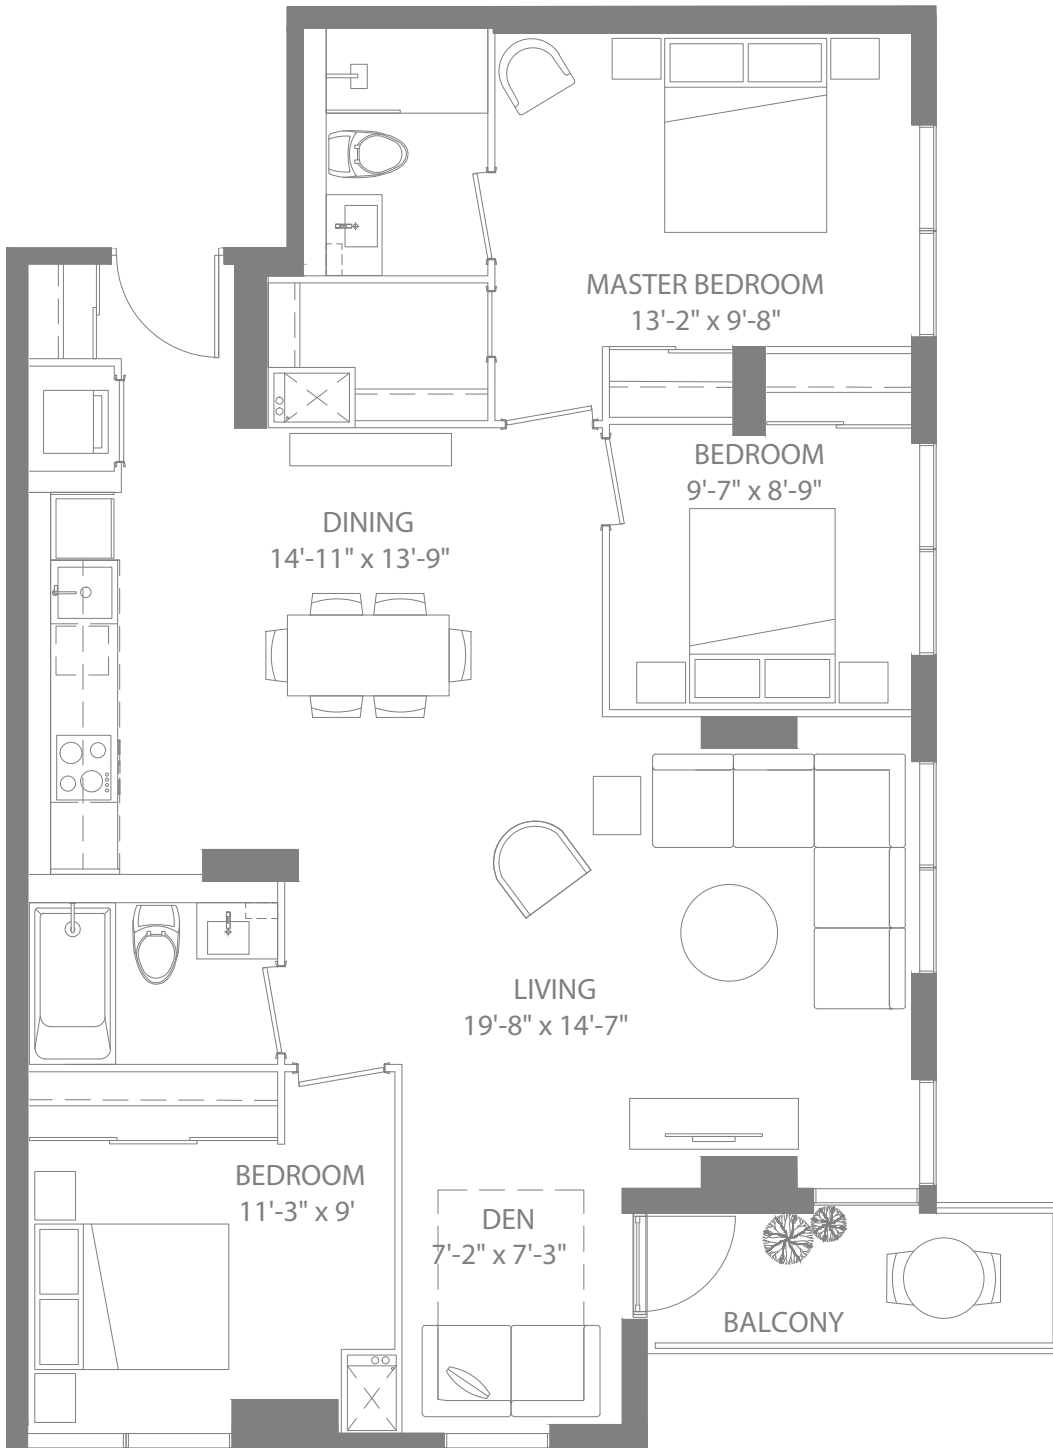 MASTER BEDROOM
13'-2" x 9'-8"
BEDROOM
9'-7" x 8'-9"
DINING
14'-11" x 13'-9"
LIVING
19'-8" x 14'-7"
BEDROOM
11'-3" x 9'
DEN
7'-2" x 7'-3"
BALCONY